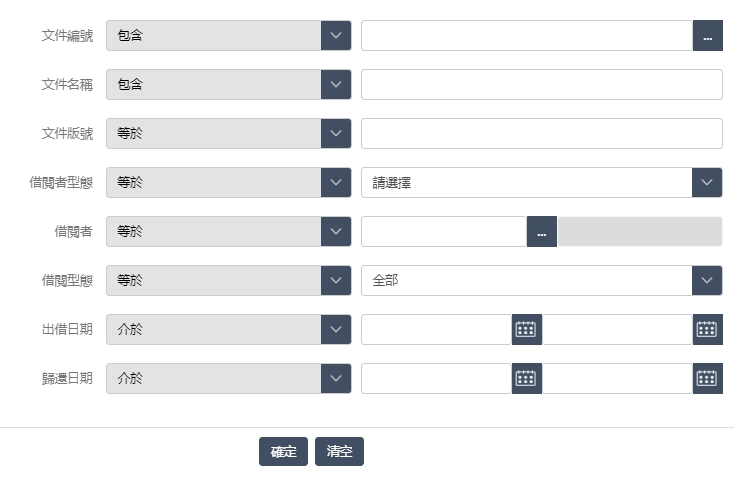 文件編號 包含 ...
文件名稱 包含
文件版號 等於
借閱者型態 等於 請選擇
借閱者 等於 ...
借閱型態 等於 全部
出借日期 介於
歸還日期 介於
確定 清空